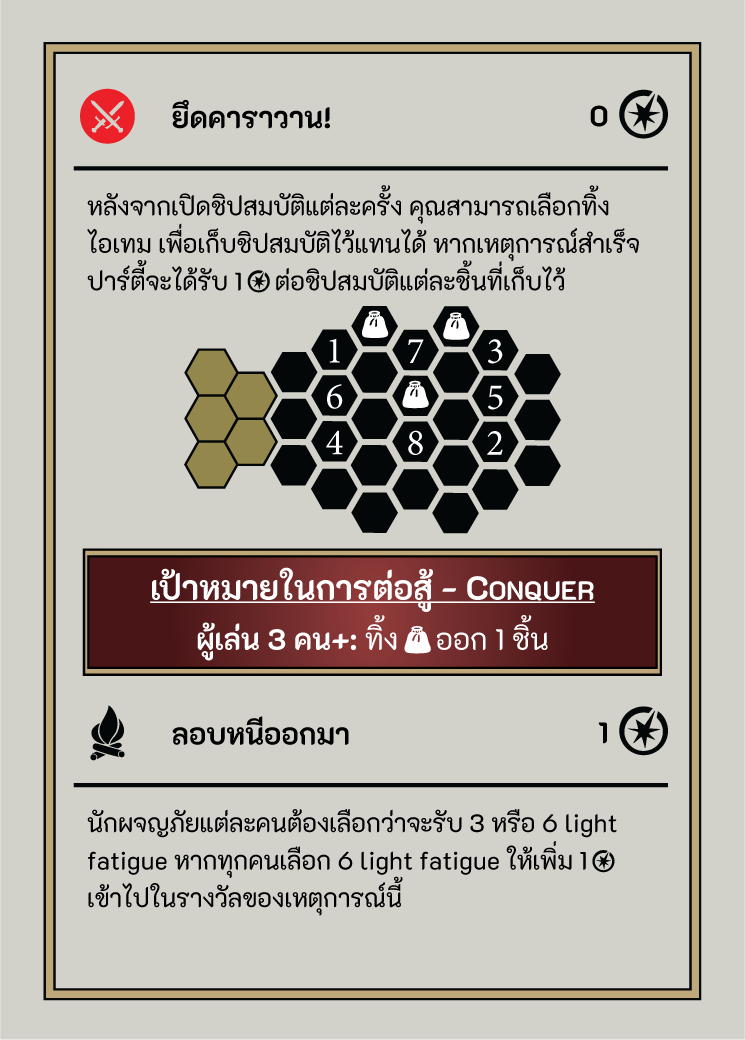 ยึดคาราวาน! 0
หลังจากเปิดชิปสมบัติแต่ละครั้ง คุณสามารถเลือกทิ้ง
ไอเทม เพื่อเก็บชิปสมบัติไว้แทนได้ หากเหตุการณ์สำเร็จ
ปาร์ตี้จะได้รับ 1 ต่อชิปสมบัติแต่ละชิ้นที่เก็บไว้
1 7 3
6 5
4 8 2
เป้าหมายในการต่อสู้ - CONQUER
ผู้เล่น 3 คน+: ทิ้ง ออก 1 ชิ้น
ลอบหนีออกมา 1
นักผจญภัยแต่ละคนต้องเลือกว่าจะรับ 3 หรือ 6 light
fatigue หากทุกคนเลือก 6 light fatigue ให้เพิ่ม 1
เข้าไปในรางวัลของเหตุการณ์นี้